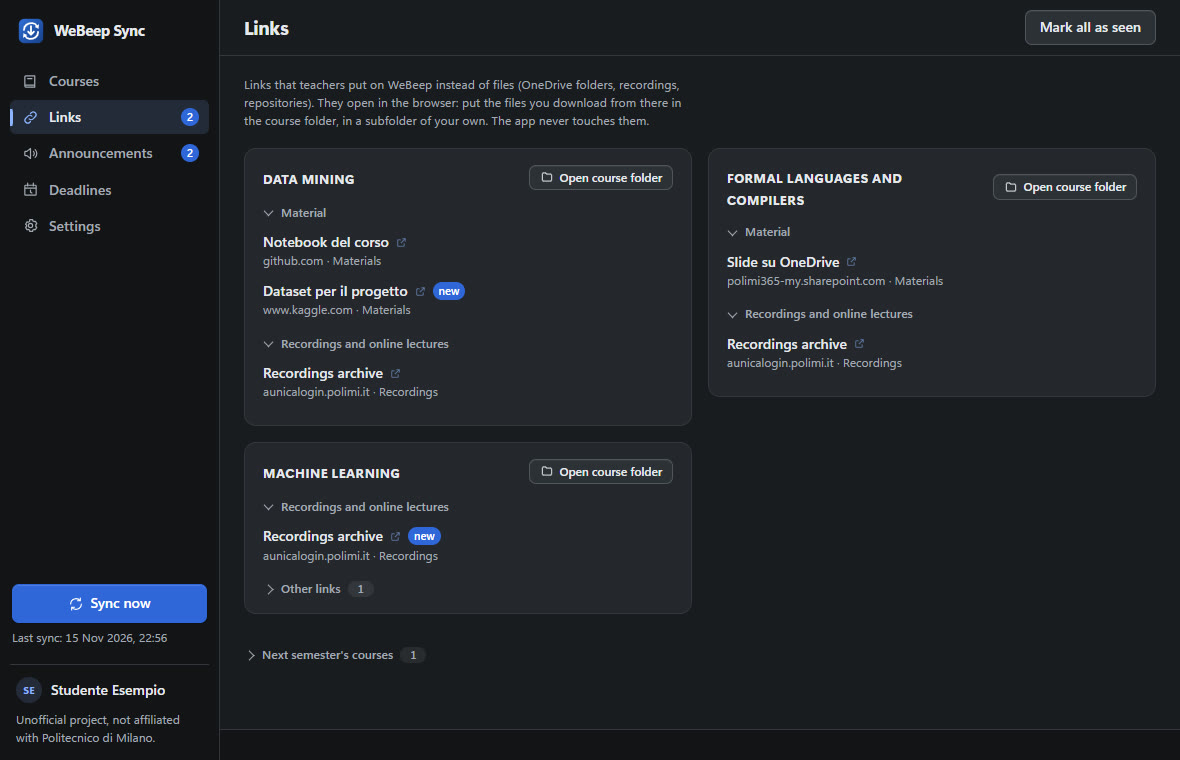 WeBeep Sync
Courses
Links 2
Announcements 2
Deadlines
Settings
Sync now
Last sync: 15 Nov 2026, 22:56
SE Studente Esempio
Unofficial project, not affiliated
with Politecnico di Milano.
Links
Mark all as seen
Links that teachers put on WeBeep instead of files (OneDrive folders, recordings,
repositories). They open in the browser: put the files you download from there in
the course folder, in a subfolder of your own. The app never touches them.
DATA MINING
Open course folder
Material
Notebook del corso
github.com · Materials
Dataset per il progetto new
www.kaggle.com · Materials
Recordings and online lectures
Recordings archive
aunicalogin.polimi.it · Recordings
FORMAL LANGUAGES AND
COMPILERS
Open course folder
Material
Slide su OneDrive
polimi365-my.sharepoint.com · Materials
Recordings and online lectures
Recordings archive
aunicalogin.polimi.it · Recordings
MACHINE LEARNING
Open course folder
Recordings and online lectures
Recordings archive new
aunicalogin.polimi.it · Recordings
Other links 1
Next semester's courses 1